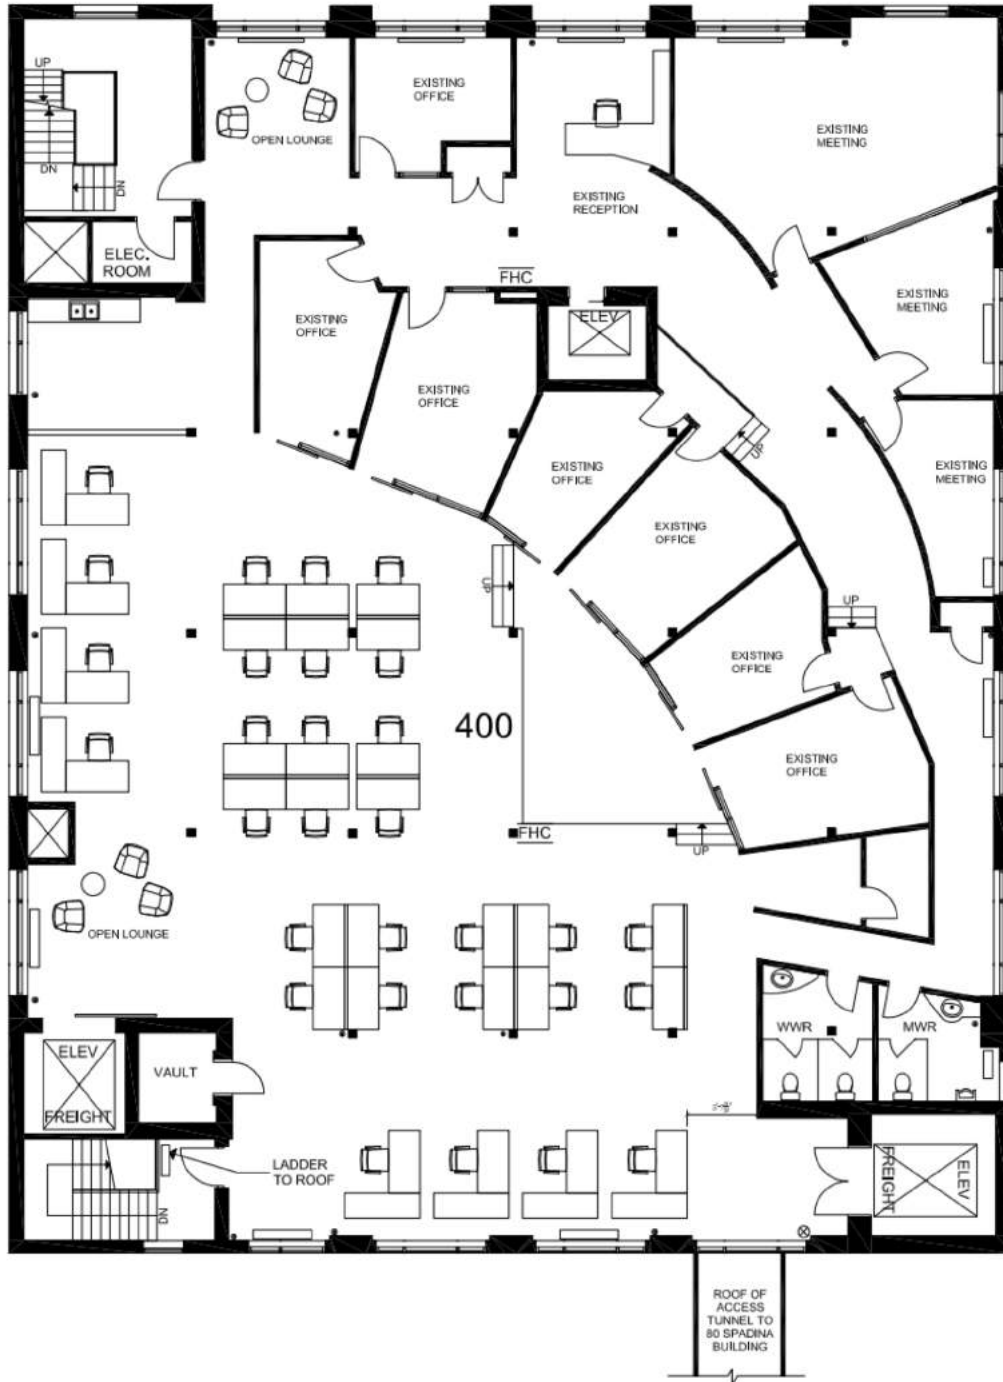 UP
DN
DN
OPEN LOUNGE
EXISTING
OFFICE
EXISTING
RECEPTION
EXISTING
MEETING
ELEC.
ROOM
FHC
ELEV
EXISTING
MEETING
EXISTING
OFFICE
EXISTING
OFFICE
EXISTING
OFFICE
UP
EXISTING
MEETING
EXISTING
OFFICE
UP
UP
EXISTING
OFFICE
400
EXISTING
OFFICE
FHC
UP
OPEN LOUNGE
WWR
MWR
ELEV
FREIGHT
VAULT
LADDER
TO ROOF
DN
FREIGHT
ELEV
ROOF OF
ACCESS
TUNNEL TO
80 SPADINA
BUILDING